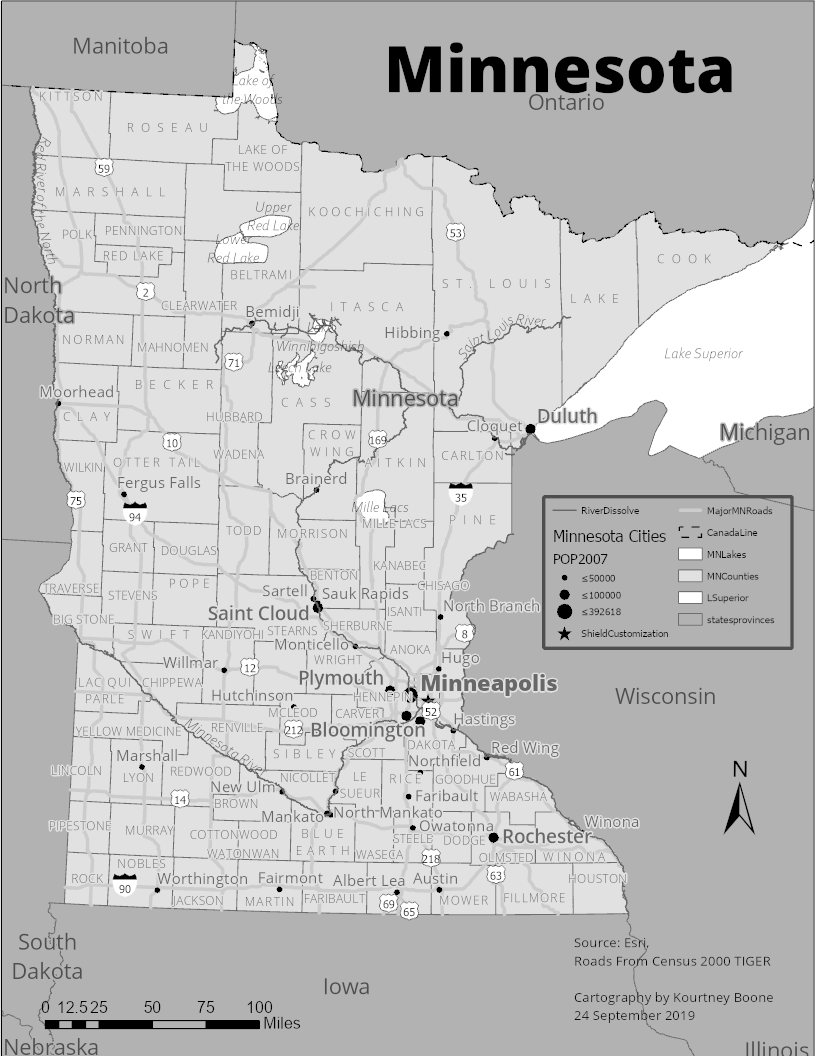 Minnesota
Manitoba
Ontario
Lake of
the Woods
KITTSON
ROSEAU
LAKE OF
THE WOODS
Red River of the North
59
MARSHALL
Upper
Red Lake
KOOCHICHING
53
POLK
PENNINGTON
Lower
Red Lake
RED LAKE
COOK
BELTRAMI
North
Dakota
2
ST. LOUIS
LAKE
CLEARWATER
Bemidji
ITASCA
Hibbing
Saint Louis River
NORMAN
MAHNOMEN
Winnibigoshish
Lake Superior
71
Leech Lake
BECKER
Moorhead
CASS
Minnesota
CLAY
HUBBARD
Cloquet
Duluth
Michigan
10
CROW
WING
169
WADENA
AITKIN
CARLTON
WILKIN
OTTER TAIL
Fergus Falls
Brainerd
75
94
35
Mille Lacs
MILLE LACS
PINE
TODD
MORRISON
GRANT
DOUGLAS
KANABEC
BENTON
CHISAGO
TRAVERSE
STEVENS
POPE
Sartell
Sauk Rapids
BIG STONE
Saint Cloud
ISANTI
North Branch
SWIFT
KANDIYOHI
STEARNS
SHERBURNE
8
Monticello
ANOKA
WRIGHT
Hugo
Willmar
12
LAC QUI
PARLE
CHIPPEWA
Plymouth
Minneapolis
Hutchinson
HENNEPIN
MCLEOD
CARVER
52
Hastings
YELLOW MEDICINE
RENVILLE
212
Bloomington
Minnesota River
SIBLEY
SCOTT
DAKOTA
Red Wing
Marshall
Northfield
LINCOLN
LYON
REDWOOD
NICOLLET
LE
SUEUR
RICE
GOODHUE
61
New Ulm
Faribault
WABASHA
14
BROWN
Mankato
North Mankato
Winona
PIPESTONE
MURRAY
COTTONWOOD
BLUE
EARTH
Owatonna
Rochester
STEELE
DODGE
WATONWAN
WASECA
218
OLMSTED
WINONA
NOBLES
63
ROCK
90
Worthington
Fairmont
Albert Lea
Austin
HOUSTON
JACKSON
MARTIN
FARIBAULT
69
65
MOWER
FILLMORE
RiverDissolve
Minnesota Cities
POP2007
≤50000
≤100000
≤392618
ShieldCustomization
MajorMNRoads
CanadaLine
MNLakes
MNCounties
LSuperior
statesprovinces
Wisconsin
N
South
Dakota
Iowa
Source: Esri,
Roads From Census 2000 TIGER
Cartography by Kourtney Boone
24 September 2019
0 12.5 25 50 75 100
Miles
Nebraska
Illinois